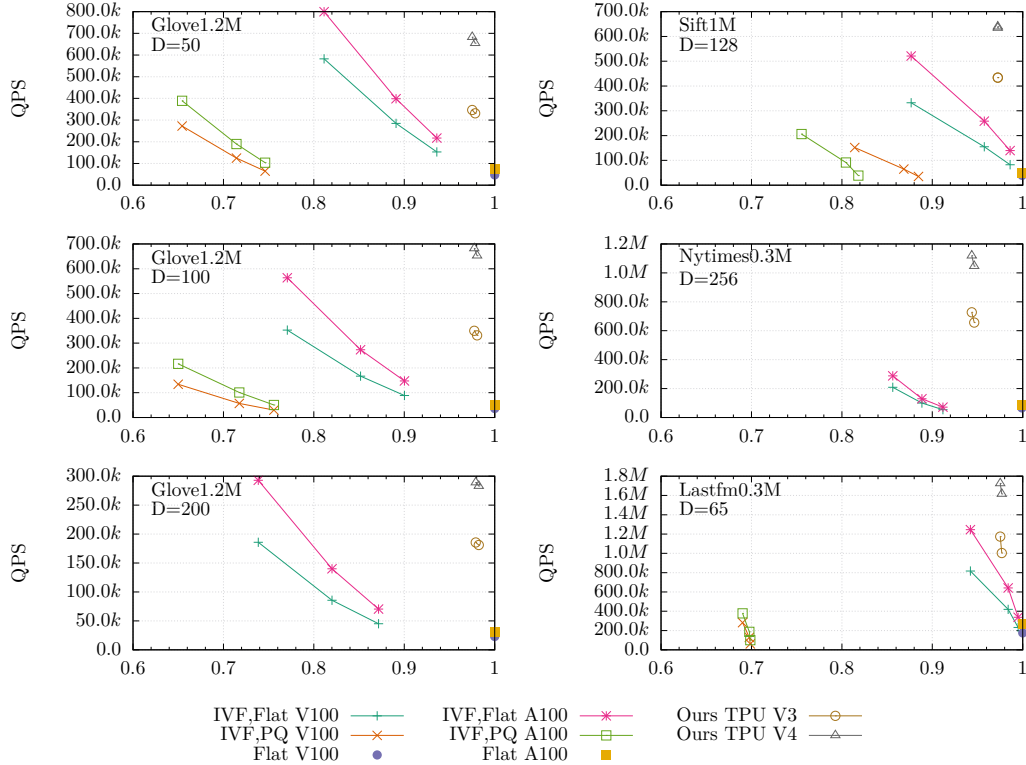 800.0k
700.0k
600.0k
500.0k
400.0k
300.0k
200.0k
100.0k
0.0
0.6
0.7
0.8
0.9
1
QPS
Glove1.2M
D=50
700.0k
600.0k
500.0k
400.0k
300.0k
200.0k
100.0k
0.0
0.6
0.7
0.8
0.9
1
QPS
Sift1M
D=128
700.0k
600.0k
500.0k
400.0k
300.0k
200.0k
100.0k
0.0
0.6
0.7
0.8
0.9
1
QPS
Glove1.2M
D=100
1.2M
1.0M
800.0k
600.0k
400.0k
200.0k
0.0
0.6
0.7
0.8
0.9
1
QPS
Nytimes0.3M
D=256
300.0k
250.0k
200.0k
150.0k
100.0k
50.0k
0.0
0.6
0.7
0.8
0.9
1
QPS
Glove1.2M
D=200
1.8M
1.6M
1.4M
1.2M
1.0M
800.0k
600.0k
400.0k
200.0k
0.0
0.6
0.7
0.8
0.9
1
QPS
Lastfm0.3M
D=65
IVF,Flat V100
IVF,PQ V100
Flat V100
IVF,Flat A100
IVF,PQ A100
Flat A100
Ours TPU V3
Ours TPU V4